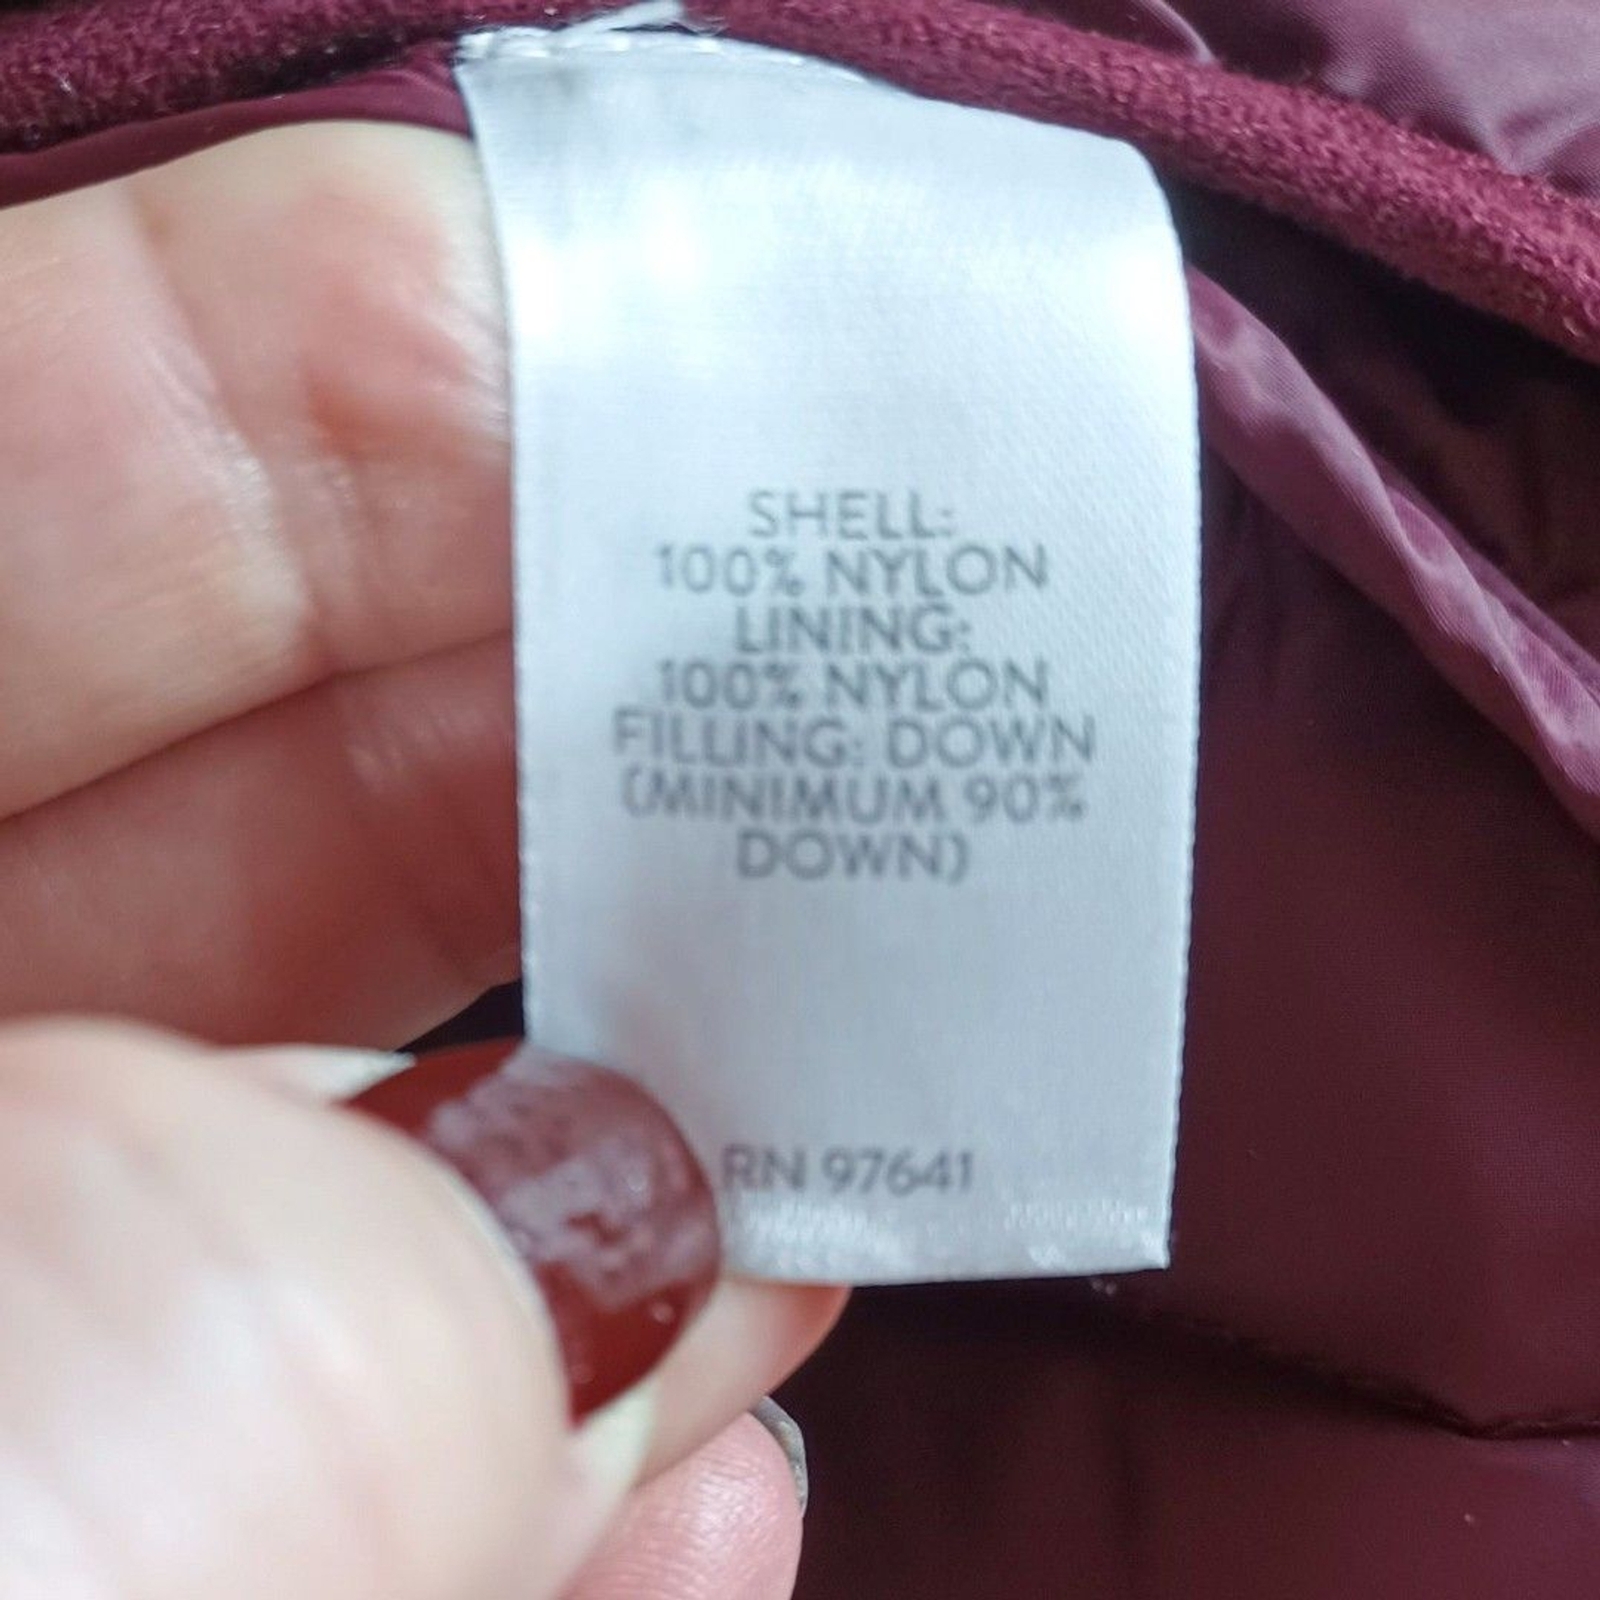 SHELL:
100% NYLON
LINING:
100% NYLON
FILLING: DOWN
(MINIMUM 90%
DOWN)
RN 97641